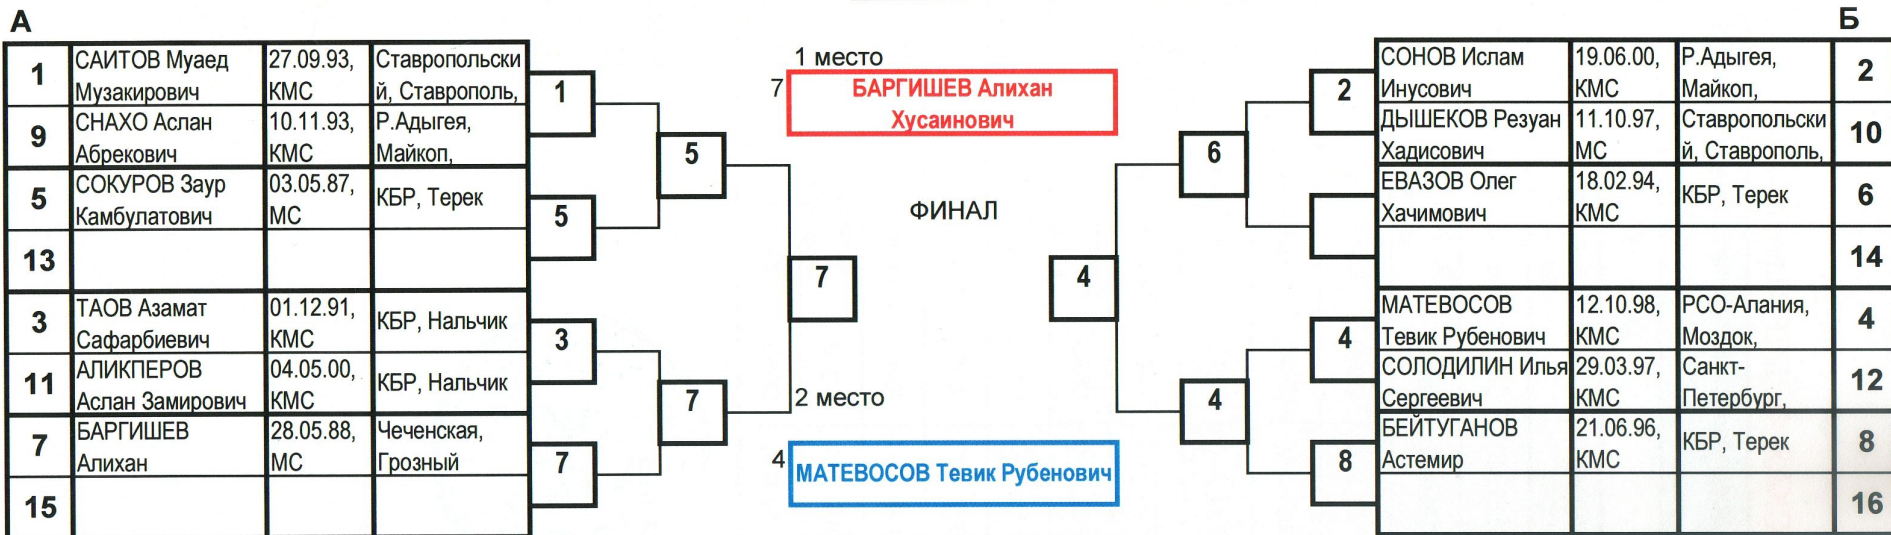 А
Б
1
САИТОВ Муаед
Музакирович
27.09.93,
КМС
Ставропольски
й, Ставрополь,
9
СНАХО Аслан
Абрекович
10.11.93,
КМС
Р.Адыгея,
Майкоп,
5
СОКУРОВ Заур
Камбулатович
03.05.87,
МС
КБР, Терек
13
3
ТАОВ Азамат
Сафарбиевич
01.12.91,
КМС
КБР, Нальчик
11
АЛИКПЕРОВ
Аслан Замирович
04.05.00,
КМС
КБР, Нальчик
7
БАРГИШЕВ
Алихан
28.05.88,
МС
Чеченская,
Грозный
15
1
5
3
7
5
7
7
1 место
7
БАРГИШЕВ Алихан
Хусаинович
ФИНАЛ
2 место
4
МАТЕВОСОВ Тевик Рубенович
4
6
4
2
4
8
СОНОВ Ислам
Инусович
19.06.00,
КМС
Р.Адыгея,
Майкоп,
2
ДЫШЕКОВ Резуан
Хадисович
11.10.97,
МС
Ставропольски
й, Ставрополь,
10
ЕВАЗОВ Олег
Хачимович
18.02.94,
КМС
КБР, Терек
6
14
МАТЕВОСОВ
Тевик Рубенович
12.10.98,
КМС
РСО-Алания,
Моздок,
4
СОЛОДИЛИН Илья
Сергеевич
29.03.97,
КМС
Санкт-
Петербург,
12
БЕЙТУГАНОВ
Астемир
21.06.96,
КМС
КБР, Терек
8
16